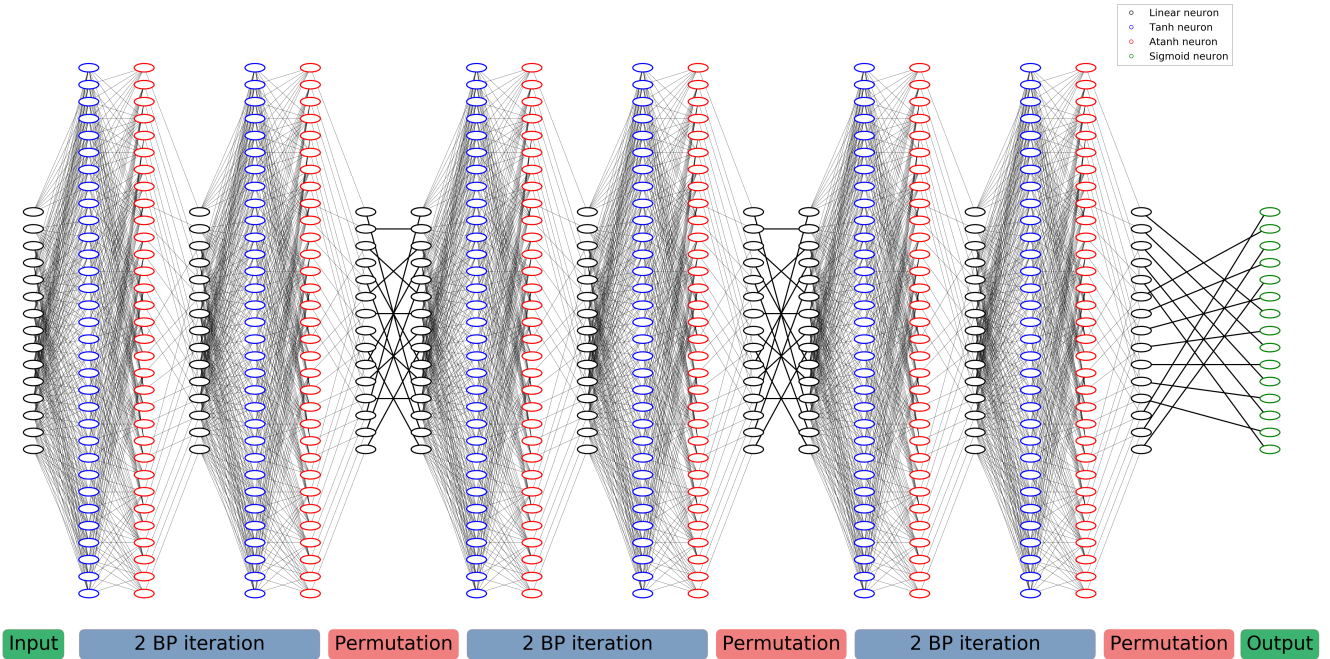 Linear neuron
Tanh neuron
Atanh neuron
Sigmoid neuron
Input
2 BP iteration
Permutation
2 BP iteration
Permutation
2 BP iteration
Permutation
Output